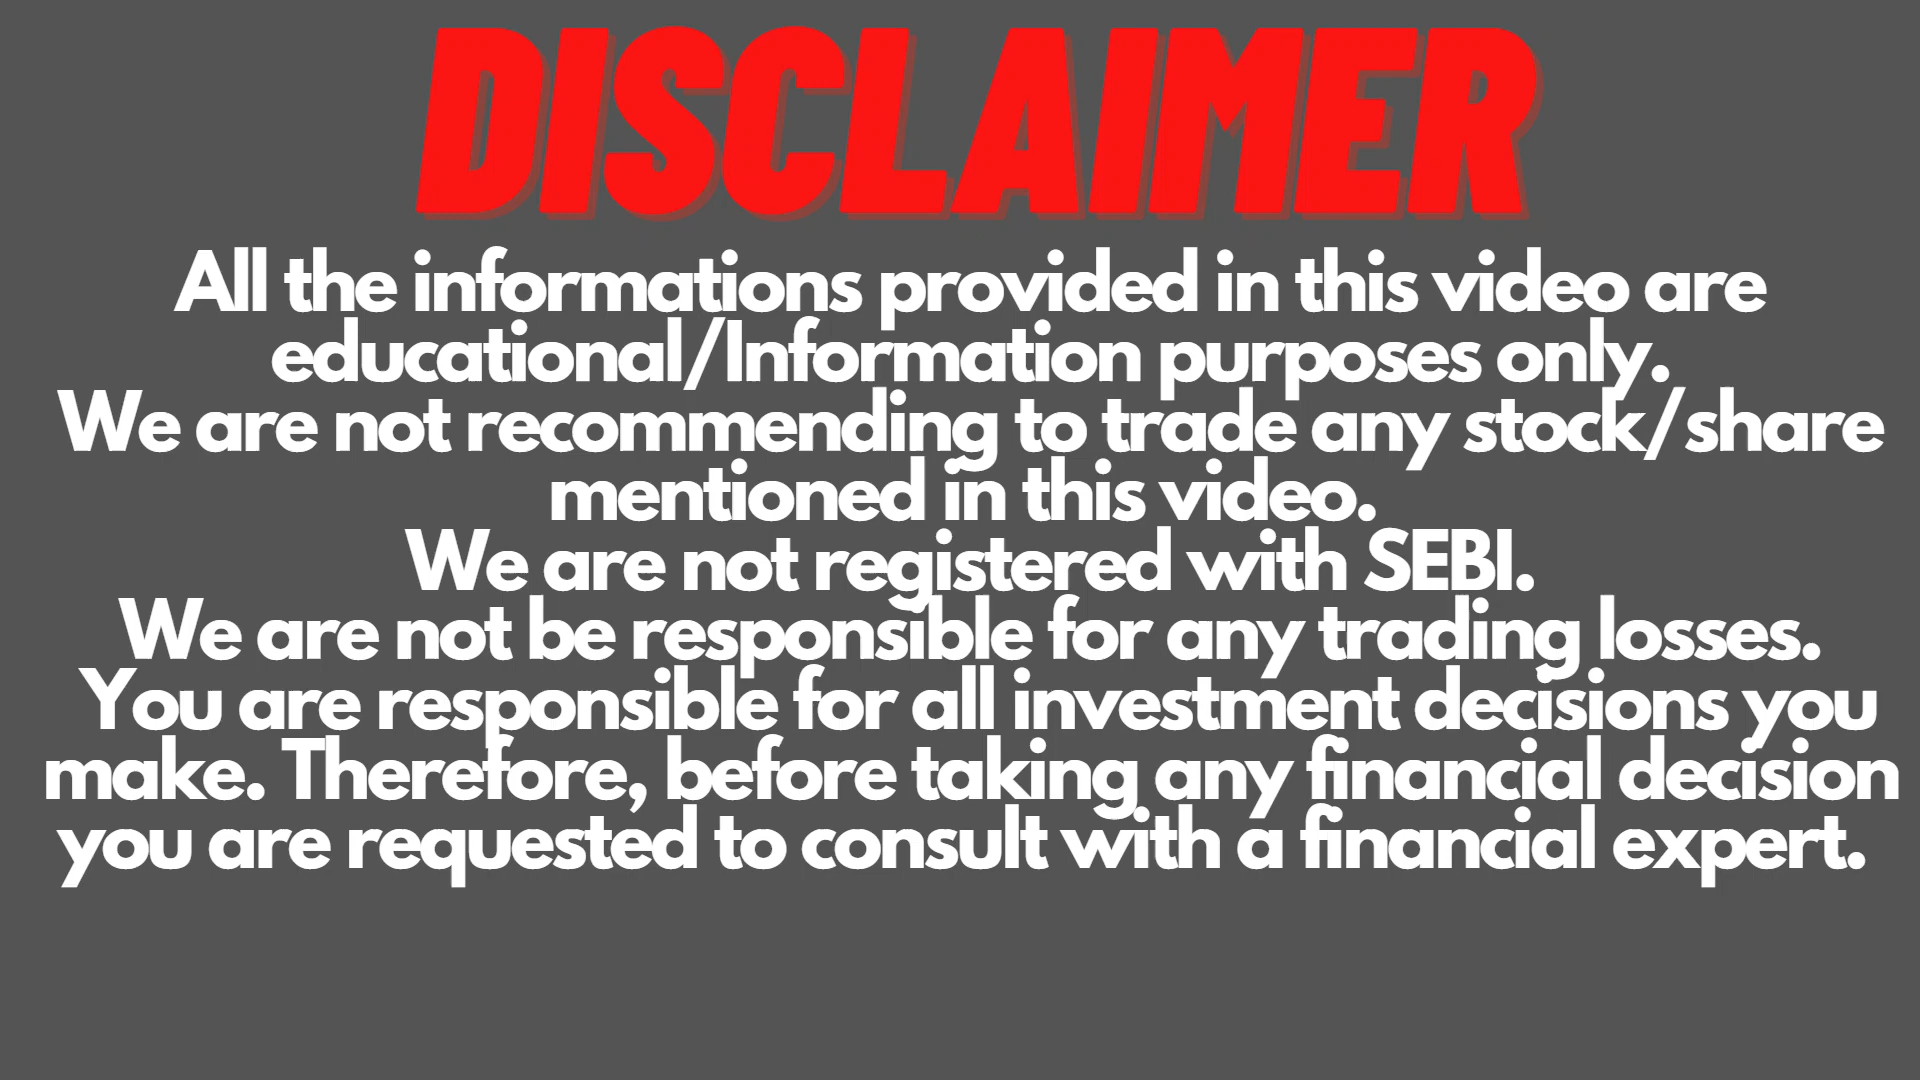 DISCLAIMER
All the informations provided in this video are
educational/Information purposes only.
We are not recommending to trade any stock/share
mentioned in this video.
We are not registered with SEBI.
We are not be responsible for any trading losses.
You are responsible for all investment decisions you
make. Therefore, before taking any financial decision
you are requested to consult with a financial expert.